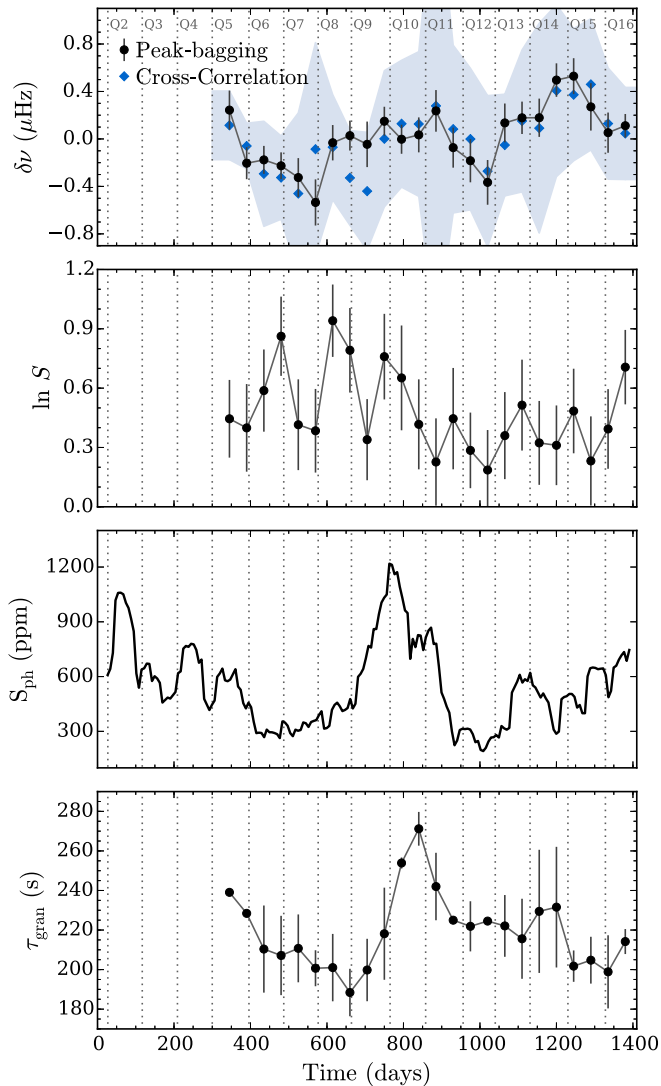 Q2 Q3 Q4 Q5 Q6 Q7 Q8 Q9 Q10 Q11 Q12 Q13 Q14 Q15 Q16
Peak-bagging
Cross-Correlation
δν (μHz)
0.8
0.4
0.0
−0.4
−0.8
ln S
1.2
0.9
0.6
0.3
0.0
S_ph (ppm)
1200
900
600
300
τ_gran (s)
280
260
240
220
200
180
0 200 400 600 800 1000 1200 1400
Time (days)